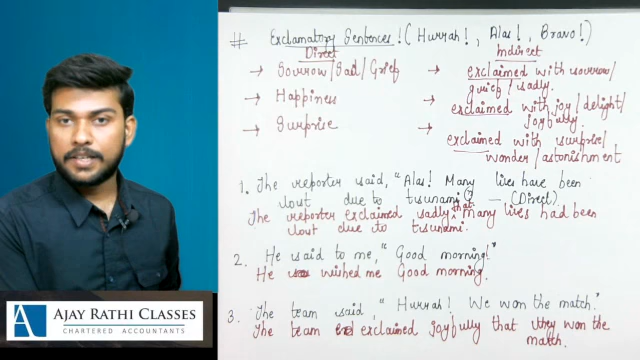 # Exclamatory Sentences! (Hurrah!, Alas!, Bravo!)
Direct Indirect
→ Sorrow/Sad/Grief → exclaimed with sorrow/
grief/sadly.
→ Happiness → exclaimed with joy/delight/
joyfully
→ Surprise → exclaimed with surprise/
wonder/astonishment
1. The reporter said, "Alas! Many lives have been
lost due to tsunami — (Direct)
The reporter exclaimed sadly that many lives had been
lost due to tsunami.
2. He said to me, "Good morning!"
He wished me Good morning.
3. The team said, "Hurrah! We won the match."
The team exclaimed joyfully that they won the
match.
A
AJAY RATHI CLASSES
CHARTERED ACCOUNTANTS